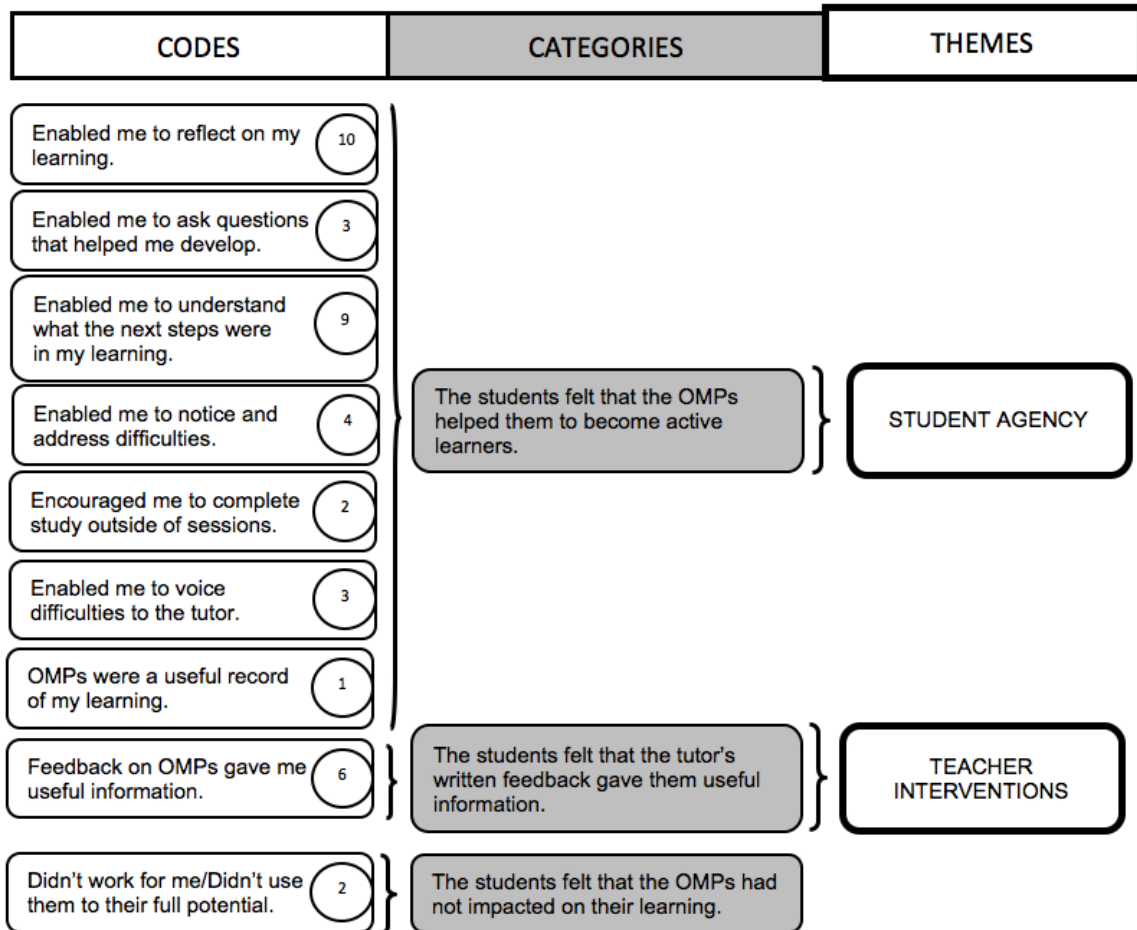 CODES
CATEGORIES
THEMES
Enabled me to reflect on my
learning.
10
Enabled me to ask questions
that helped me develop.
3
Enabled me to understand
what the next steps were
in my learning.
9
Enabled me to notice and
address difficulties.
4
Encouraged me to complete
study outside of sessions.
2
Enabled me to voice
difficulties to the tutor.
3
OMPs were a useful record
of my learning.
1
The students felt that the OMPs
helped them to become active
learners.
STUDENT AGENCY
Feedback on OMPs gave me
useful information.
6
The students felt that the tutor's
written feedback gave them useful
information.
TEACHER
INTERVENTIONS
Didn’t work for me/Didn’t use
them to their full potential.
2
The students felt that the OMPs had
not impacted on their learning.